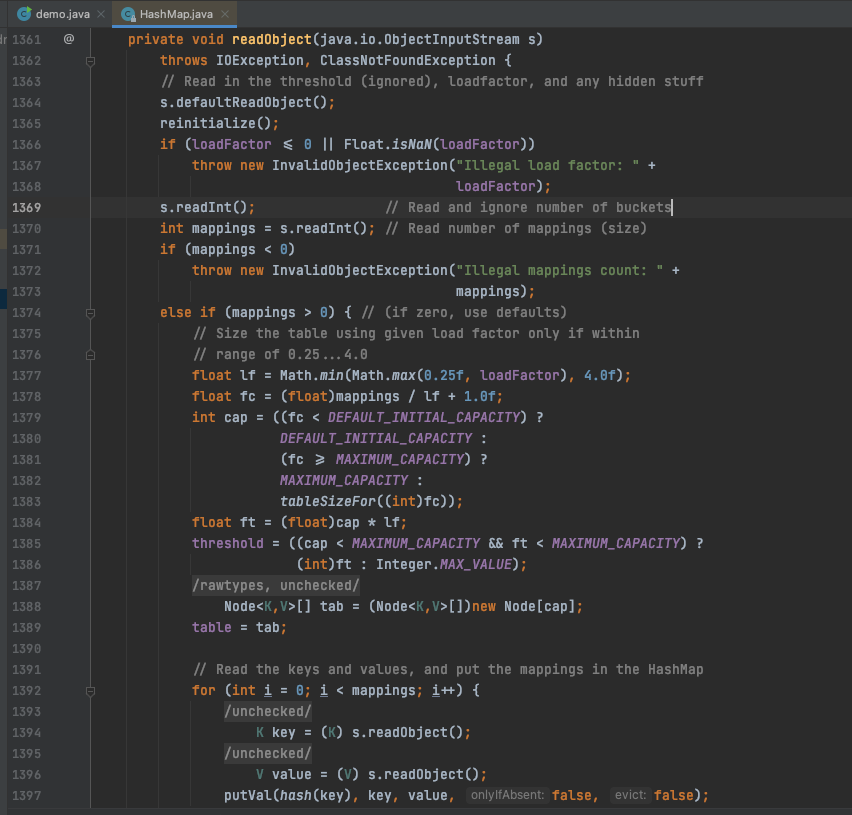 demo.java HashMap.java
1361 @ private void readObject(java.io.ObjectInputStream s)
1362 throws IOException, ClassNotFoundException {
1363 // Read in the threshold (ignored), loadfactor, and any hidden stuff
1364 s.defaultReadObject();
1365 reinitialize();
1366 if (loadFactor <= 0 || Float.isNaN(loadFactor))
1367 throw new InvalidObjectException("Illegal load factor: " +
1368 loadFactor);
1369 s.readInt(); // Read and ignore number of buckets
1370 int mappings = s.readInt(); // Read number of mappings (size)
1371 if (mappings < 0)
1372 throw new InvalidObjectException("Illegal mappings count: " +
1373 mappings);
1374 else if (mappings > 0) { // (if zero, use defaults)
1375 // Size the table using given load factor only if within
1376 // range of 0.25...4.0
1377 float lf = Math.min(Math.max(0.25f, loadFactor), 4.0f);
1378 float fc = (float)mappings / lf + 1.0f;
1379 int cap = ((fc < DEFAULT_INITIAL_CAPACITY) ?
1380 DEFAULT_INITIAL_CAPACITY :
1381 (fc >= MAXIMUM_CAPACITY) ?
1382 MAXIMUM_CAPACITY :
1383 tableSizeFor((int)fc));
1384 float ft = (float)cap * lf;
1385 threshold = ((cap < MAXIMUM_CAPACITY && ft < MAXIMUM_CAPACITY) ?
1386 (int)ft : Integer.MAX_VALUE);
1387 /rawtypes, unchecked/
1388 Node<K,V>[] tab = (Node<K,V>[])new Node[cap];
1389 table = tab;
1390
1391 // Read the keys and values, and put the mappings in the HashMap
1392 for (int i = 0; i < mappings; i++) {
1393 /unchecked/
1394 K key = (K) s.readObject();
1395 /unchecked/
1396 V value = (V) s.readObject();
1397 putVal(hash(key), key, value, onlyIfAbsent: false, evict: false);